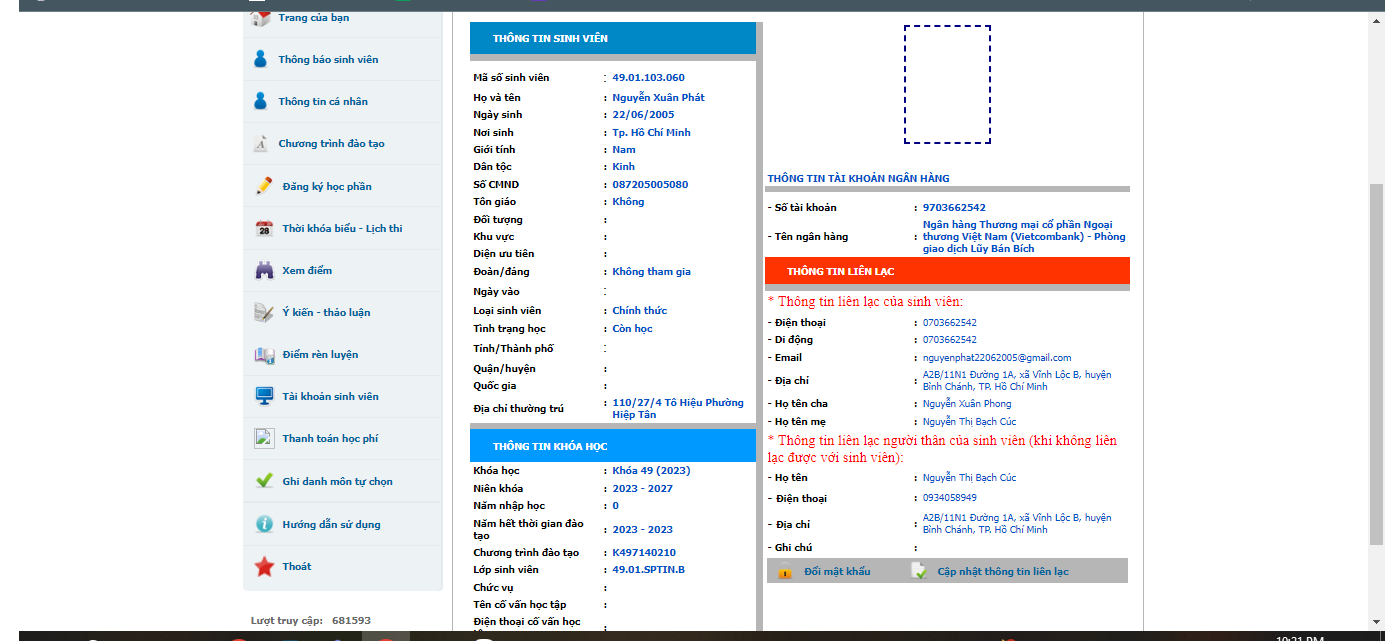 Trang của bạn
Thông báo sinh viên
Thông tin cá nhân
Chương trình đào tạo
Đăng ký học phần
28 Thời khóa biểu - Lịch thi
Xem điểm
Ý kiến - thảo luận
Điểm rèn luyện
Tài khoản sinh viên
Thanh toán học phí
Ghi danh môn tự chọn
Hướng dẫn sử dụng
Thoát
Lượt truy cập: 681593
THÔNG TIN SINH VIÊN
Mã số sinh viên : 49.01.103.060
Họ và tên : Nguyễn Xuân Phát
Ngày sinh : 22/06/2005
Nơi sinh : Tp. Hồ Chí Minh
Giới tính : Nam
Dân tộc : Kinh
Số CMND : 087205005080
Tôn giáo : Không
Đối tượng :
Khu vực :
Diện ưu tiên :
Đoàn/đảng : Không tham gia
Ngày vào :
Loại sinh viên : Chính thức
Tình trạng học : Còn học
Tỉnh/Thành phố :
Quận/huyện :
Quốc gia :
Địa chỉ thường trú : 110/27/4 Tô Hiệu Phường
Hiệp Tân
THÔNG TIN KHÓA HỌC
Khóa học : Khóa 49 (2023)
Niên khóa : 2023 - 2027
Năm nhập học : 0
Năm hết thời gian đào
tạo : 2023 - 2023
Chương trình đào tạo : K497140210
Lớp sinh viên : 49.01.SPTIN.B
Chức vụ :
Tên cố vấn học tập :
Điện thoại cố vấn học :
THÔNG TIN TÀI KHOẢN NGÂN HÀNG
- Số tài khoản : 9703662542
- Tên ngân hàng : Ngân hàng Thương mại cổ phần Ngoại
thương Việt Nam (Vietcombank) - Phòng
giao dịch Lũy Bán Bích
THÔNG TIN LIÊN LẠC
* Thông tin liên lạc của sinh viên:
- Điện thoại : 0703662542
- Di động : 0703662542
- Email : nguyenphat22062005@gmail.com
- Địa chỉ : A2B/11N1 Đường 1A, xã Vĩnh Lộc B, huyện
Bình Chánh, TP. Hồ Chí Minh
- Họ tên cha : Nguyễn Xuân Phong
- Họ tên mẹ : Nguyễn Thị Bạch Cúc
* Thông tin liên lạc người thân của sinh viên (khi không liên
lạc được với sinh viên):
- Họ tên : Nguyễn Thị Bạch Cúc
- Điện thoại : 0934058949
- Địa chỉ : A2B/11N1 Đường 1A, xã Vĩnh Lộc B, huyện
Bình Chánh, TP. Hồ Chí Minh
- Ghi chú :
Đổi mật khẩu Cập nhật thông tin liên lạc